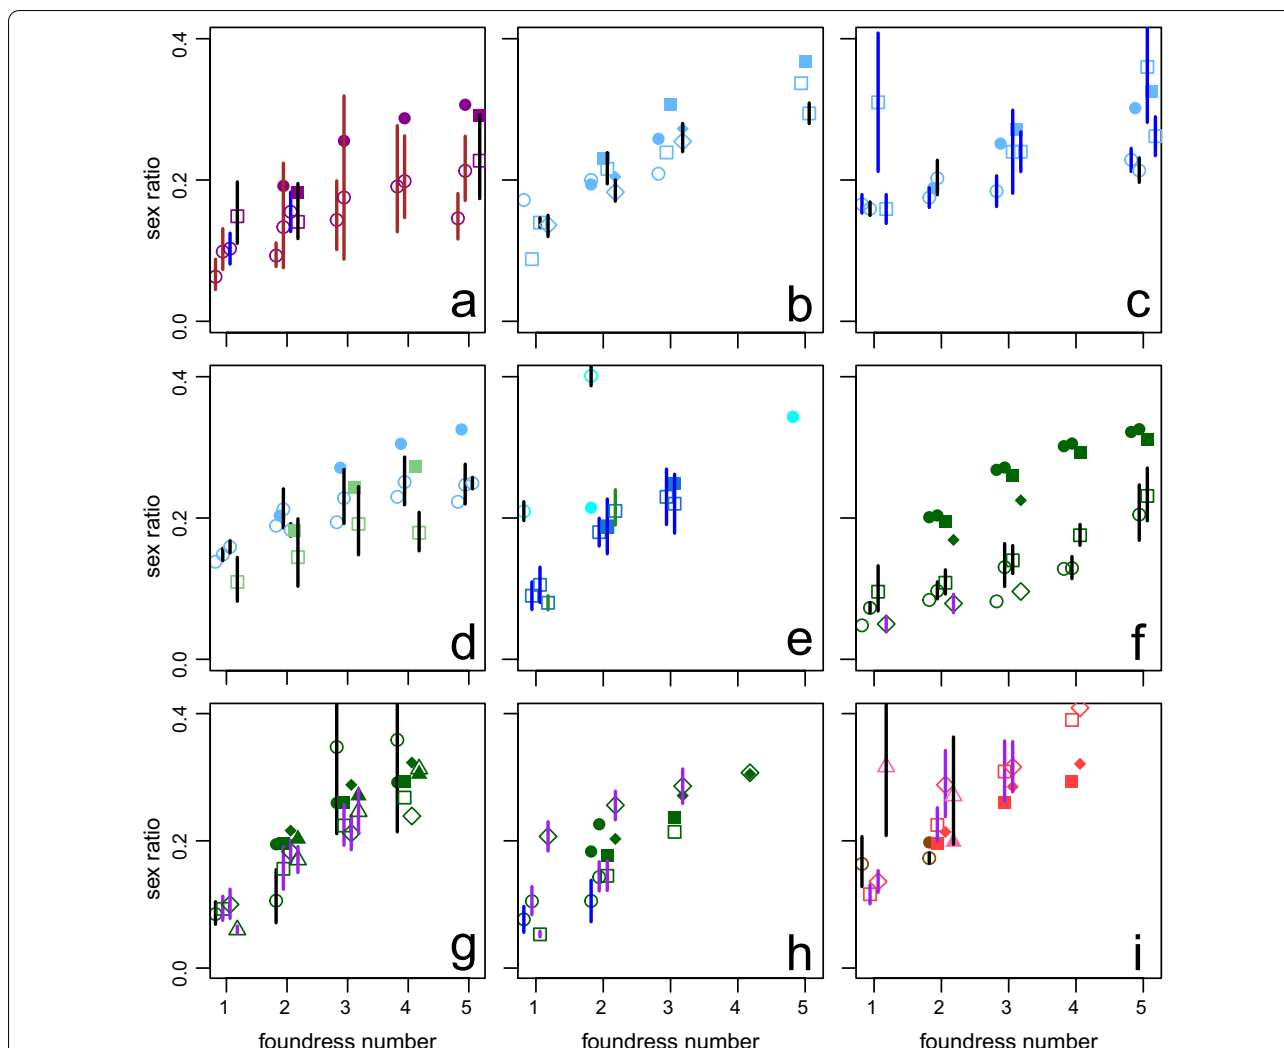 0.4
0.2
0.0
sex ratio
a
b
c
0.4
0.2
0.0
sex ratio
d
e
f
0.4
0.2
0.0
sex ratio
g
h
i
1 2 3 4 5 1 2 3 4 5 1 2 3 4 5
foundress number foundress number foundress number